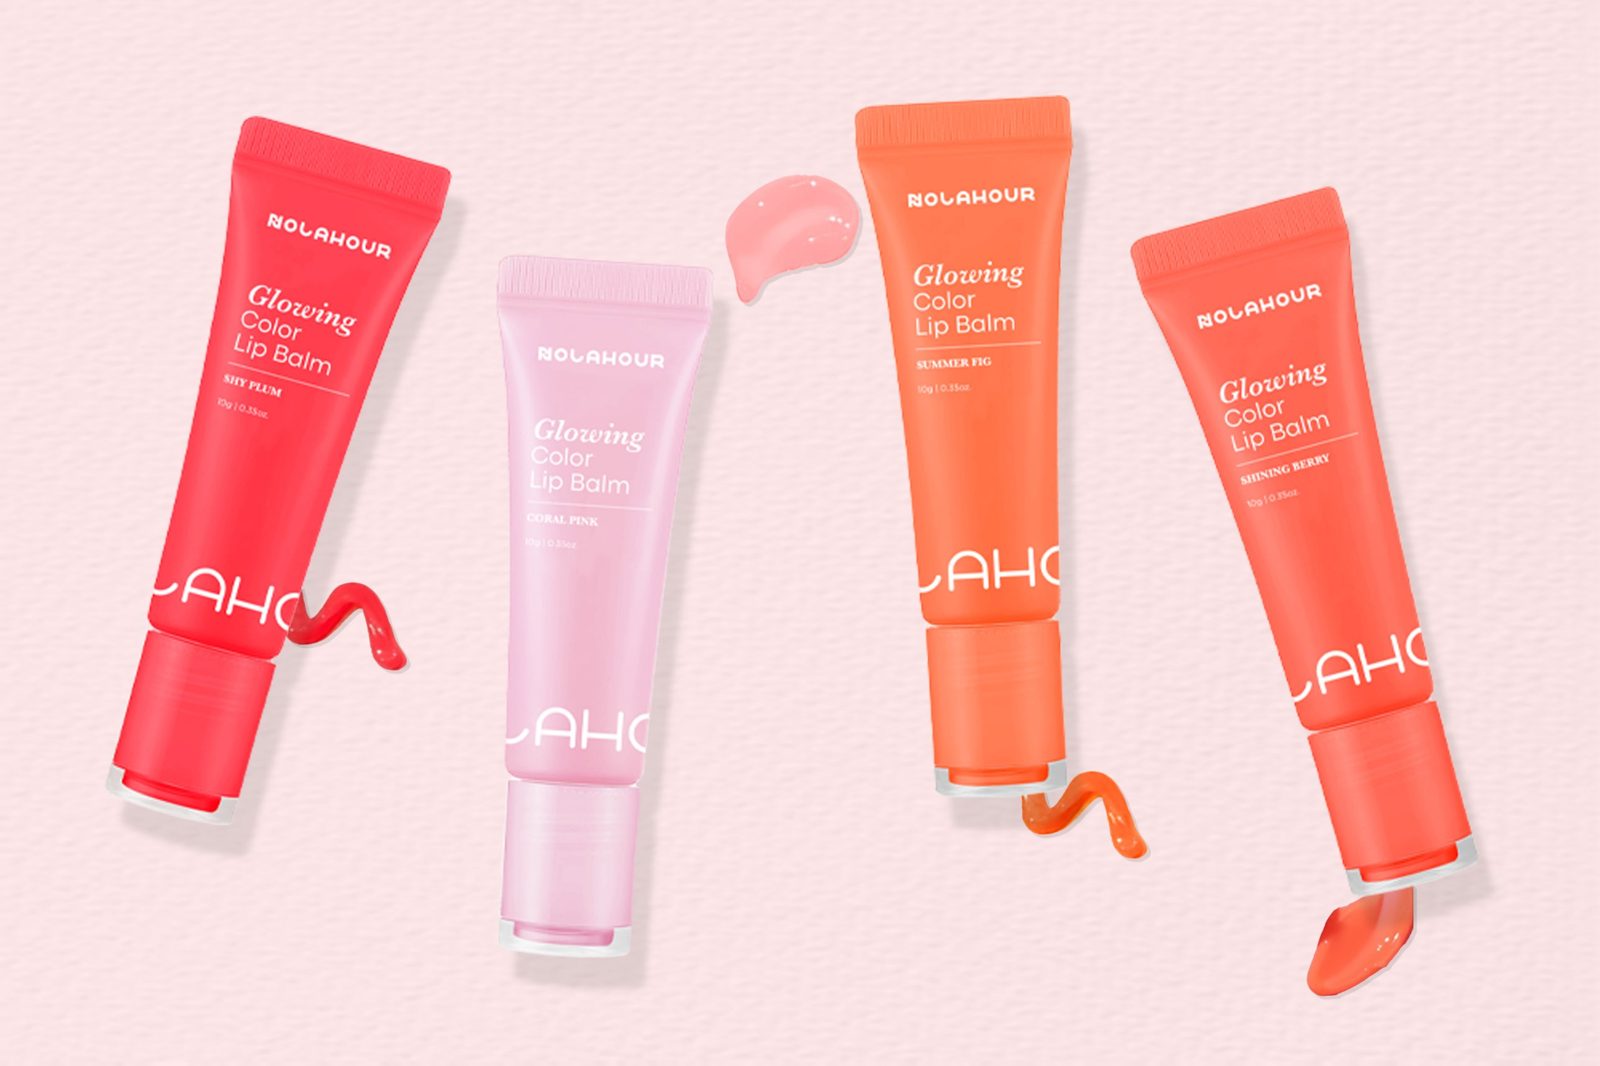 NOLAHOUR
Glowing
Color
Lip Balm
SHY PLUM
10g | 0.35oz.
LAHO
NOLAHOUR
Glowing
Color
Lip Balm
CORAL PINK
10g | 0.35oz.
LAHO
NOLAHOUR
Glowing
Color
Lip Balm
SUMMER FIG
10g | 0.35oz.
LAHO
NOLAHOUR
Glowing
Color
Lip Balm
SHINING BERRY
10g | 0.35oz.
LAHO